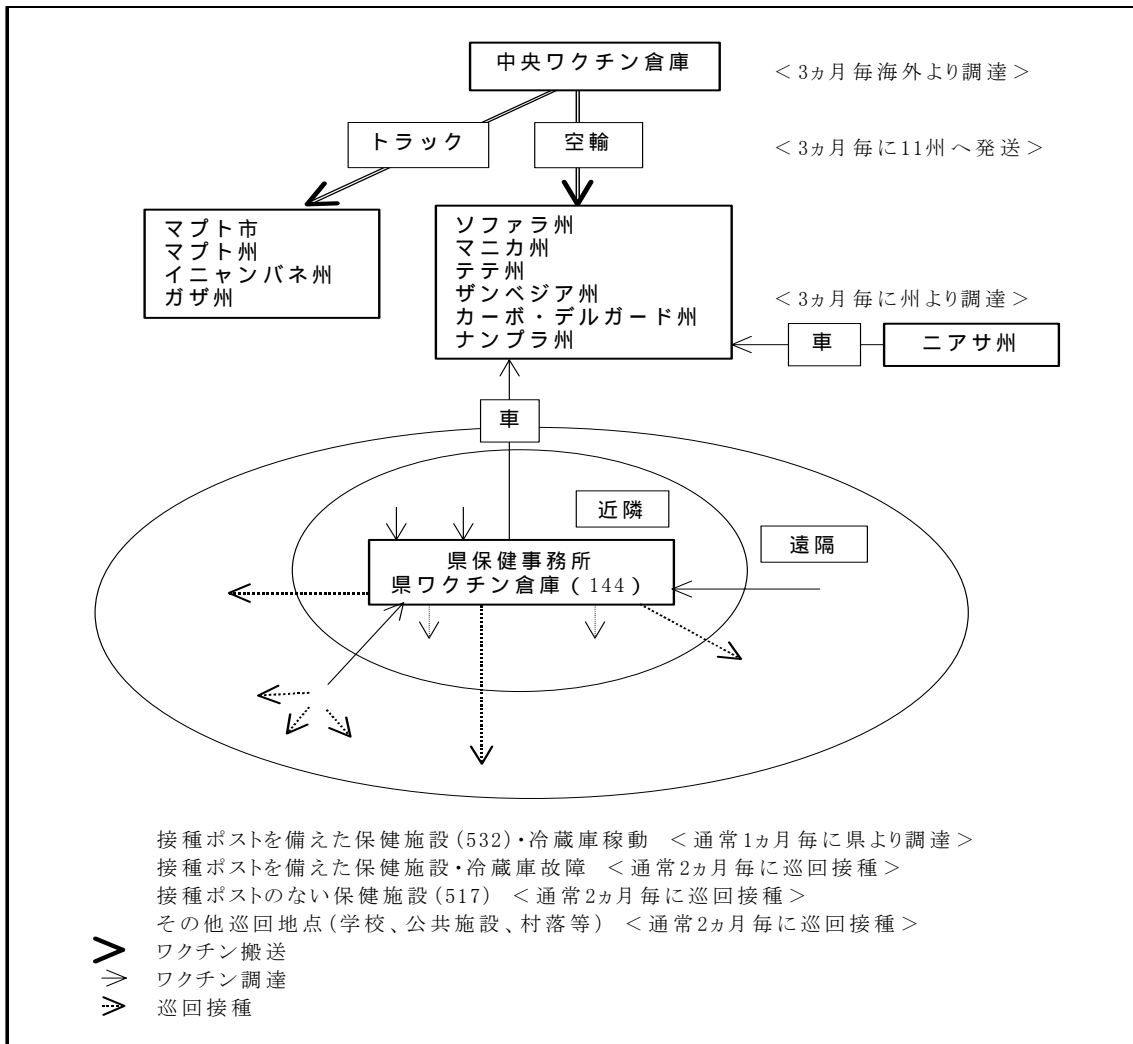 中央ワクチン倉庫
<3ヵ月毎海外より調達>
トラック
空輸
<3ヵ月毎に11州へ発送>
マプト市
マプト州
イニャンバネ州
ガザ州
ソファラ州
マニカ州
テテ州
ザンベジア州
カーボ・デルガード州
ナンプラ州
<3ヵ月毎に州より調達>
車
ニアサ州
車
近隣
遠隔
県保健事務所
県ワクチン倉庫(144)
接種ポストを備えた保健施設(532)・冷蔵庫稼動 <通常1ヵ月毎に県より調達>
接種ポストを備えた保健施設・冷蔵庫故障 <通常2ヵ月毎に巡回接種>
接種ポストのない保健施設(517) <通常2ヵ月毎に巡回接種>
その他巡回地点(学校、公共施設、村落等) <通常2ヵ月毎に巡回接種>
ワクチン搬送
ワクチン調達
巡回接種